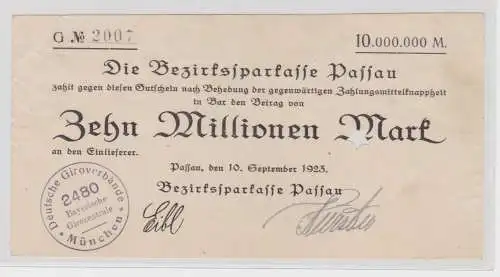 G № 2007 10.000.000 M.
Die Bezirkssparkasse Passau
zahlt gegen diesen Gutschein nach Behebung der gegenwärtigen Zahlungsmittelknappheit
in Bar den Betrag von
Zehn Millionen Mark
an den Einlieferer.
Passau, den 10. September 1923.
Bezirkssparkasse Passau
Deutsche Giroverbände
2480
Bayerische
Girozentrale
München
Eibl